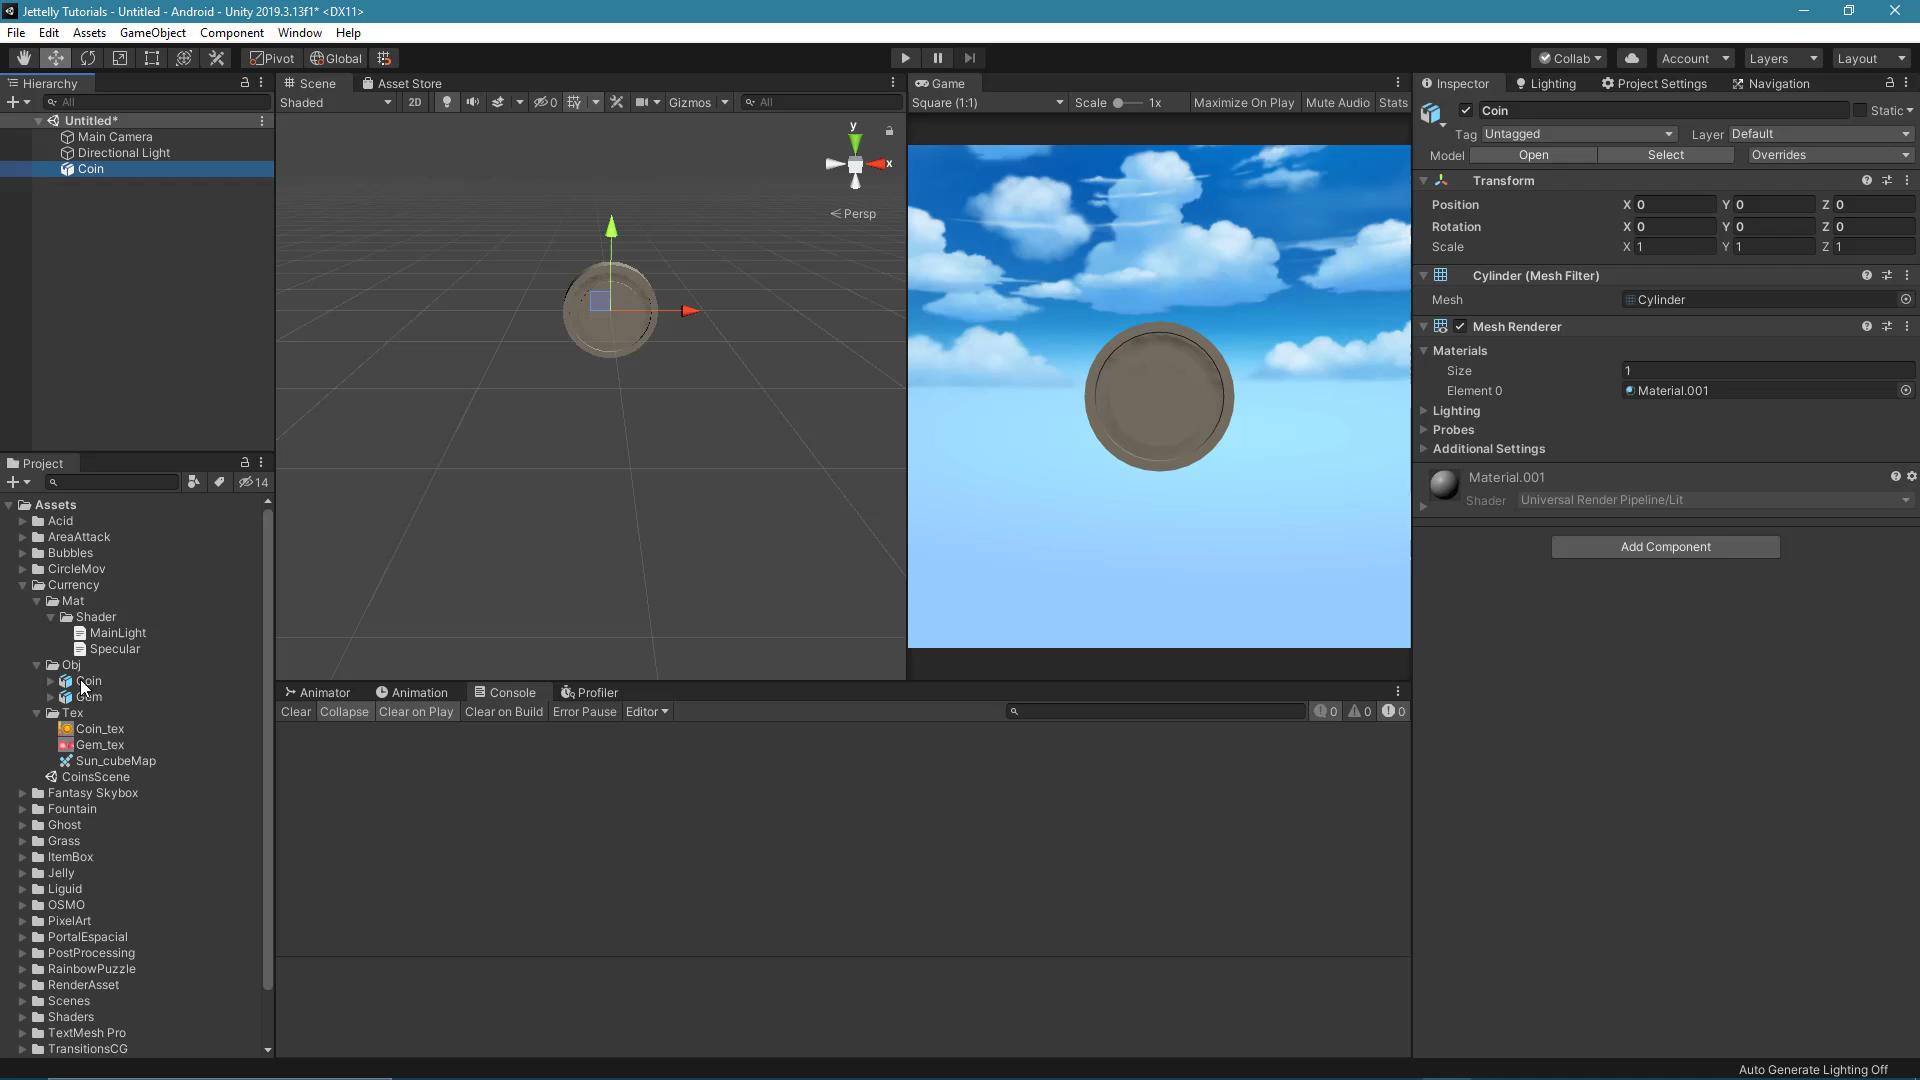 Jettelly Tutorials - Untitled - Android - Unity 2019.3.13f1* <DX11>
File Edit Assets GameObject Component Window Help
Pivot Global Collab Account Layers Layout
Hierarchy
All
Untitled*
Main Camera
Directional Light
Coin
Scene Asset Store
Shaded 2D 0 Gizmos All
y
x
Persp
Game
Square (1:1) Scale 1x Maximize On Play Mute Audio Stats
Inspector Lighting Project Settings Navigation
Coin Static
Tag Untagged Layer Default
Model Open Select Overrides
Transform
Position X 0 Y 0 Z 0
Rotation X 0 Y 0 Z 0
Scale X 1 Y 1 Z 1
Cylinder (Mesh Filter)
Mesh Cylinder
Mesh Renderer
Materials
Size 1
Element 0 Material.001
Lighting
Probes
Additional Settings
Material.001
Shader Universal Render Pipeline/Lit
Add Component
Project
14
Assets
Acid
AreaAttack
Bubbles
CircleMov
Currency
Mat
Shader
MainLight
Specular
Obj
Coin
Gem
Tex
Coin_tex
Gem_tex
Sun_cubeMap
CoinsScene
Fantasy Skybox
Fountain
Ghost
Grass
ItemBox
Jelly
Liguid
OSMO
PixelArt
PortalEspacial
PostProcessing
RainbowPuzzle
RenderAsset
Scenes
Shaders
TextMesh Pro
TransitionsCG
Animator Animation Console Profiler
Clear Collapse Clear on Play Clear on Build Error Pause Editor 0 0 0
Auto Generate Lighting Off